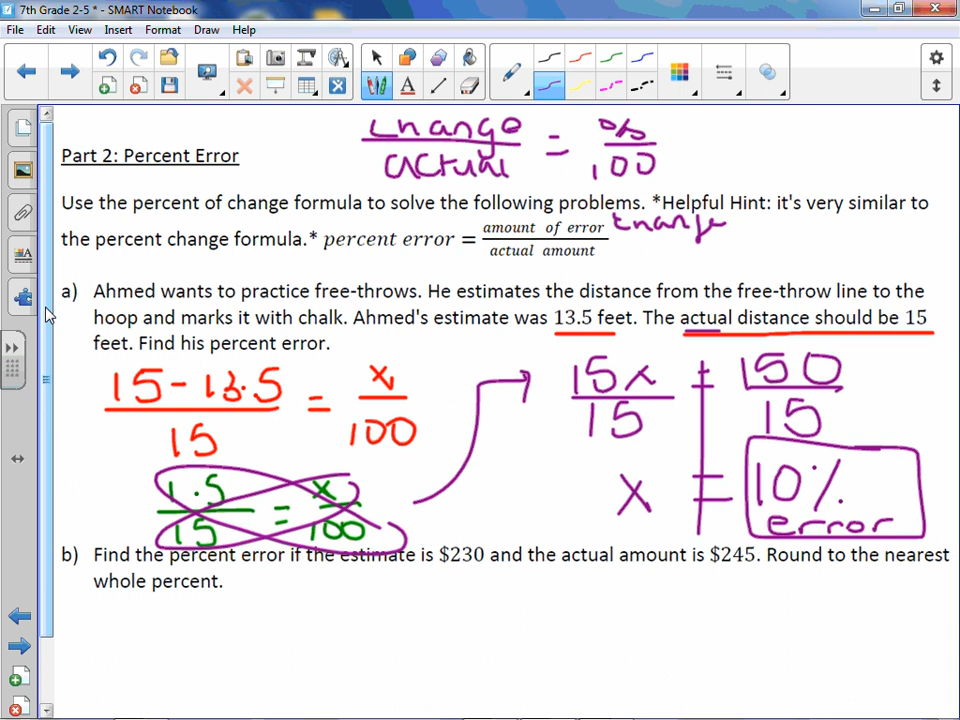 7th Grade 2-5 * - SMART Notebook
File Edit View Insert Format Draw Help
change
actual = %/100
Part 2: Percent Error
Use the percent of change formula to solve the following problems. *Helpful Hint: it's very similar to
the percent change formula.* percent error = amount of error/actual amount change
a) Ahmed wants to practice free-throws. He estimates the distance from the free-throw line to the
hoop and marks it with chalk. Ahmed's estimate was 13.5 feet. The actual distance should be 15
feet. Find his percent error.
15-13.5/15 = x/100
15x/15 = 150/15
1.5/15 = x/100
x = 10% error
b) Find the percent error if the estimate is $230 and the actual amount is $245. Round to the nearest
whole percent.